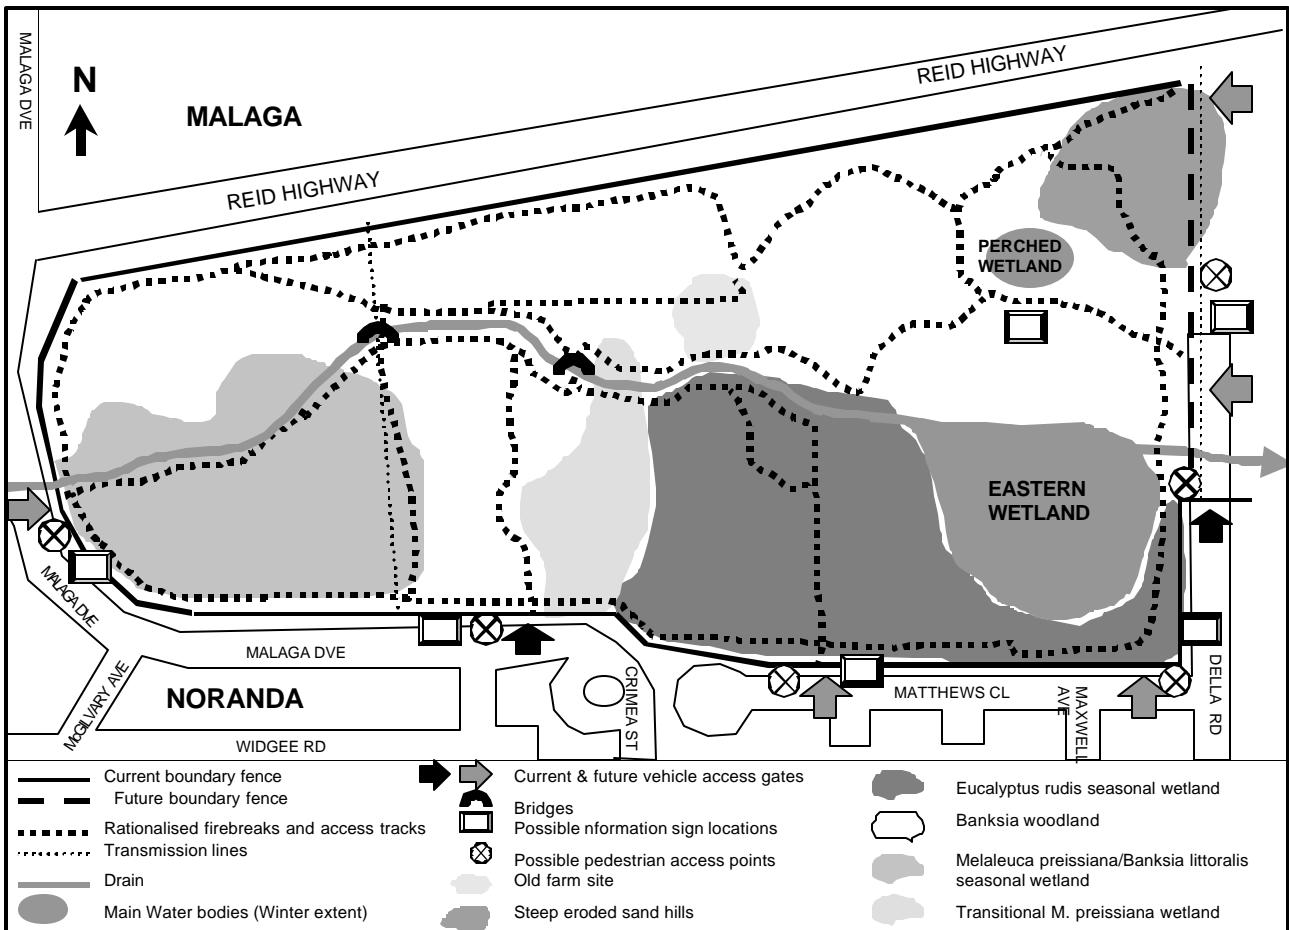 MALAGA DVE
N
MALAGA
REID HIGHWAY
REID HIGHWAY
PERCHED
WETLAND
EASTERN
WETLAND
MALAGA DVE
MALAGA DVE
McGILVARY AVE
NORANDA
WIDGEE RD
CRIMEA ST
MATTHEWS CL
MAXWELL
AVE
DELLA RD
Current boundary fence
Future boundary fence
Rationalised firebreaks and access tracks
Transmission lines
Drain
Main Water bodies (Winter extent)
Current & future vehicle access gates
Bridges
Possible nformation sign locations
Possible pedestrian access points
Old farm site
Steep eroded sand hills
Eucalyptus rudis seasonal wetland
Banksia woodland
Melaleuca preissiana/Banksia littoralis
seasonal wetland
Transitional M. preissiana wetland